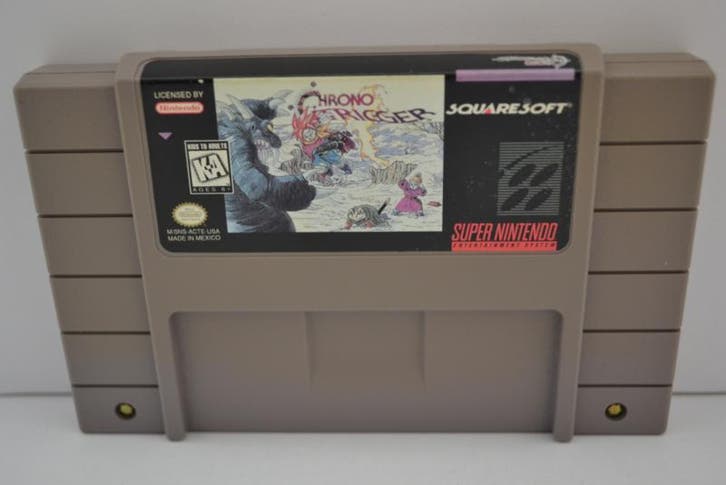 LICENSED BY
Nintendo
KIDS TO ADULTS
K-A
AGES 6+
M/SNS-ACTE-USA
MADE IN MEXICO
CHRONO
TRIGGER
SQUARESOFT®
SUPER NINTENDO
ENTERTAINMENT SYSTEM